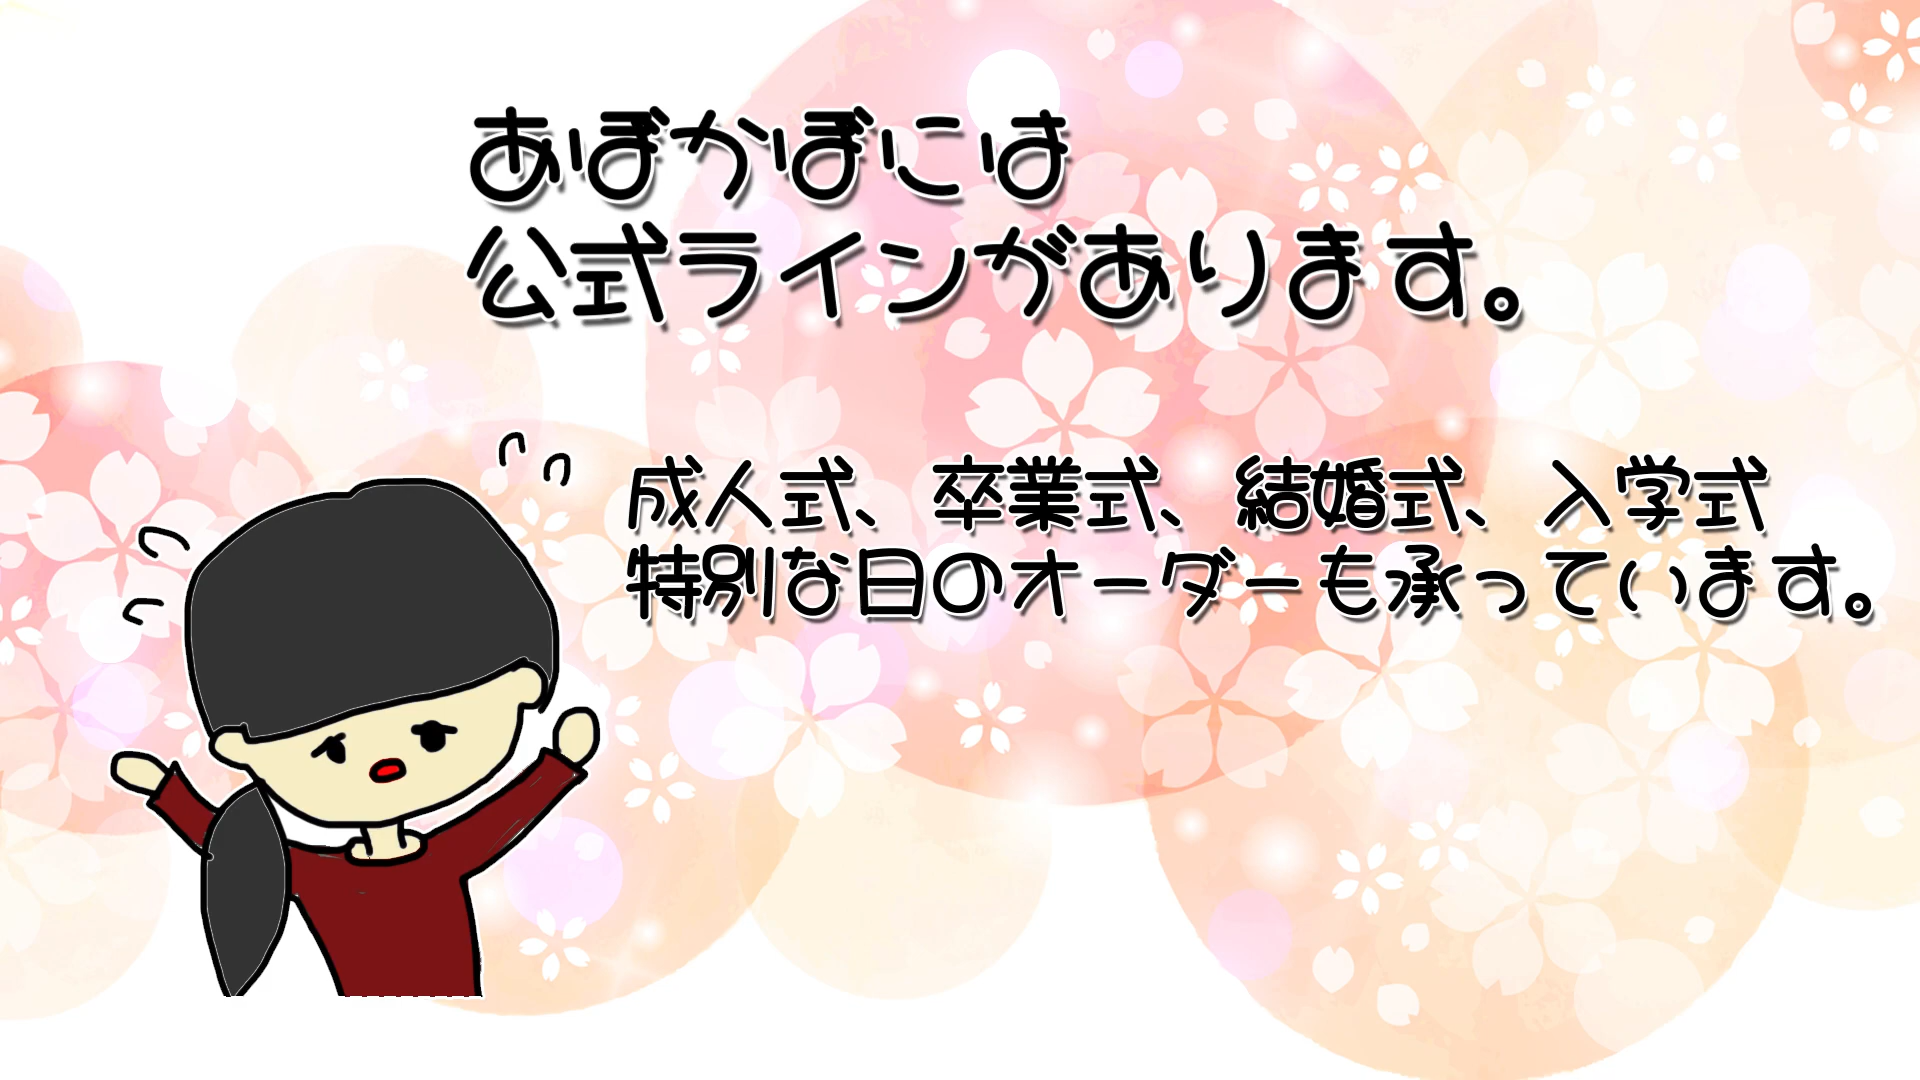 あぼかぼには
公式ラインがあります。
成人式、卒業式、結婚式、入学式
特別な日のオーダーも承っています。